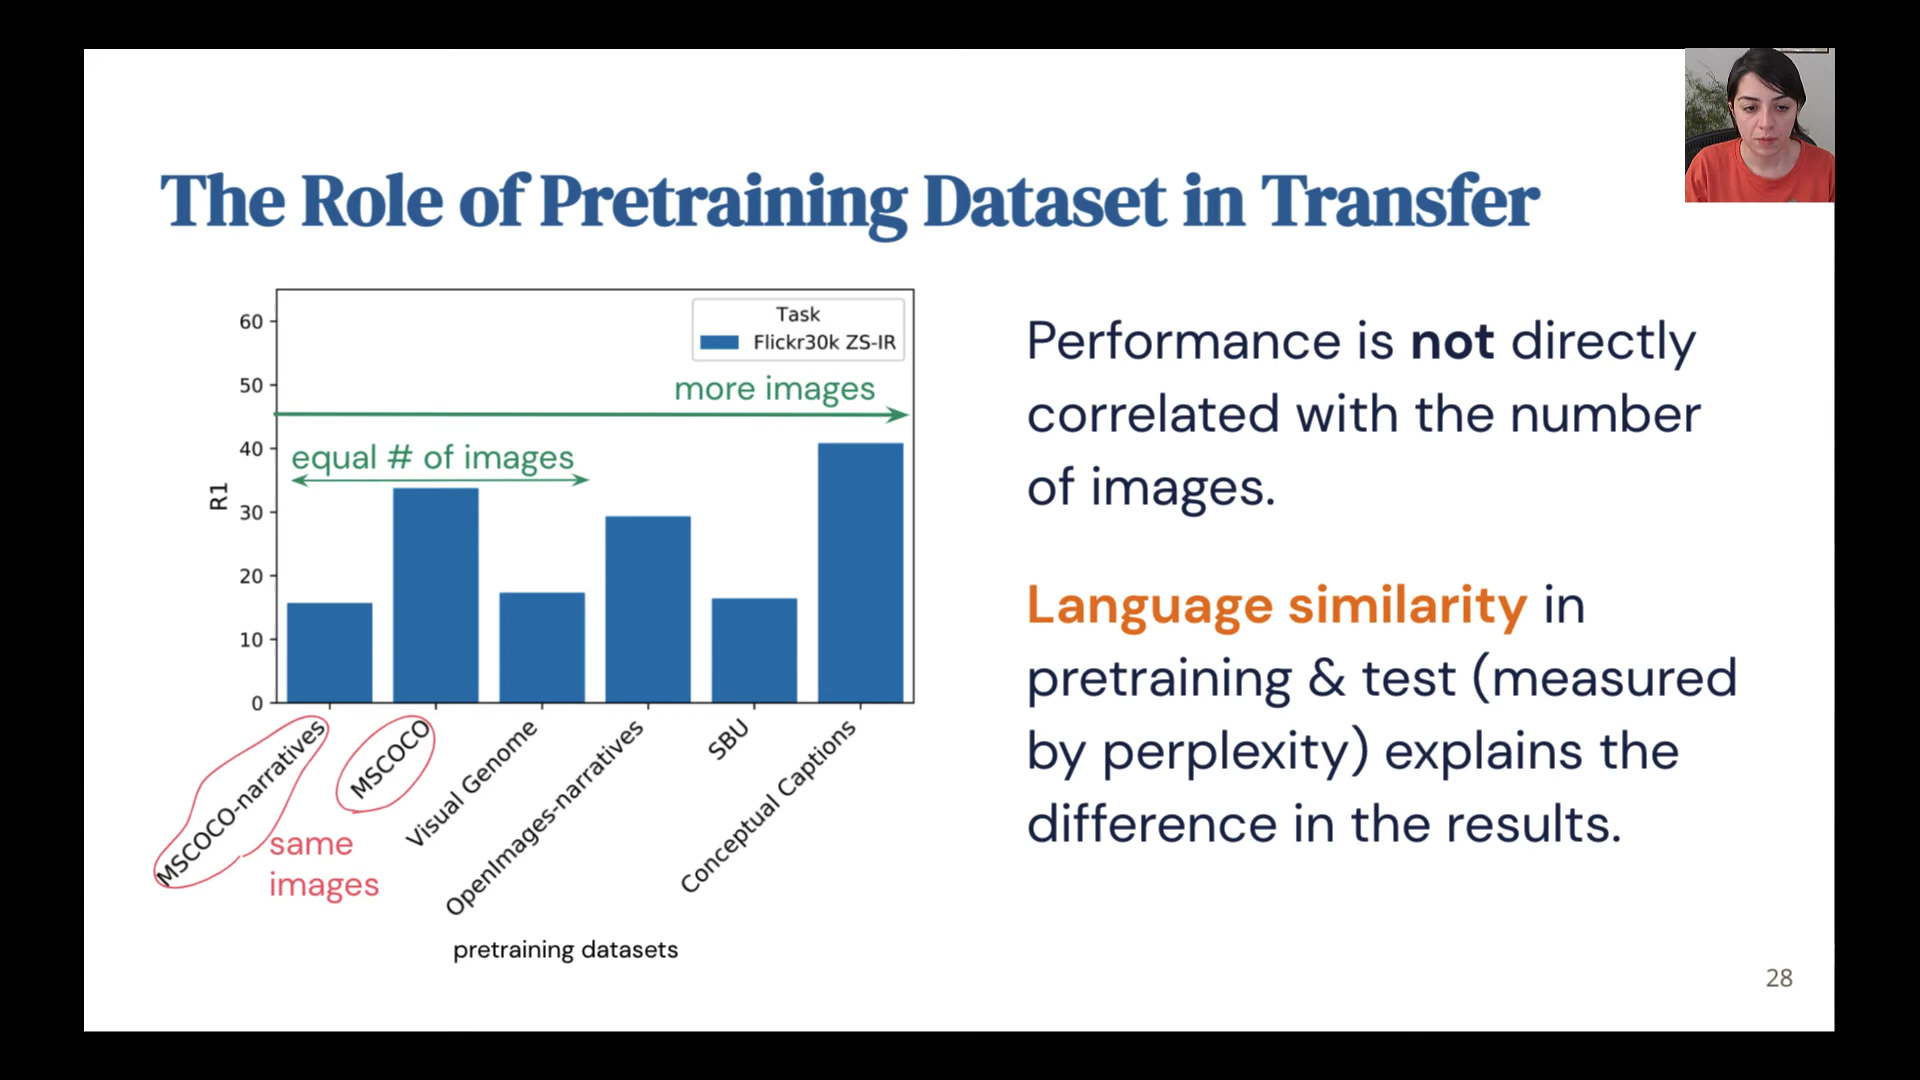 The Role of Pretraining Dataset in Transfer
60
50
40
30
20
10
0
R1
Task
Flickr30k ZS-IR
more images
equal # of images
MSCOCO-narratives
MSCOCO
Visual Genome
OpenImages-narratives
SBU
Conceptual Captions
same
images
pretraining datasets
Performance is not directly
correlated with the number
of images.
Language similarity in
pretraining & test (measured
by perplexity) explains the
difference in the results.
28